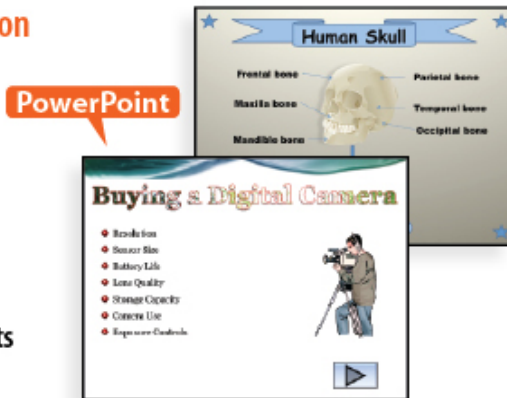 on
Human Skull
Frontal bone
Parietal bone
PowerPoint
Maxilla bone
Temporal bone
Occipital bone
Mandible bone
Buying a Digital Camera
Resolution
Sensor Size
Battery Life
Lens Quality
Storage Capacity
Camera Use
Exposure Controls
ts